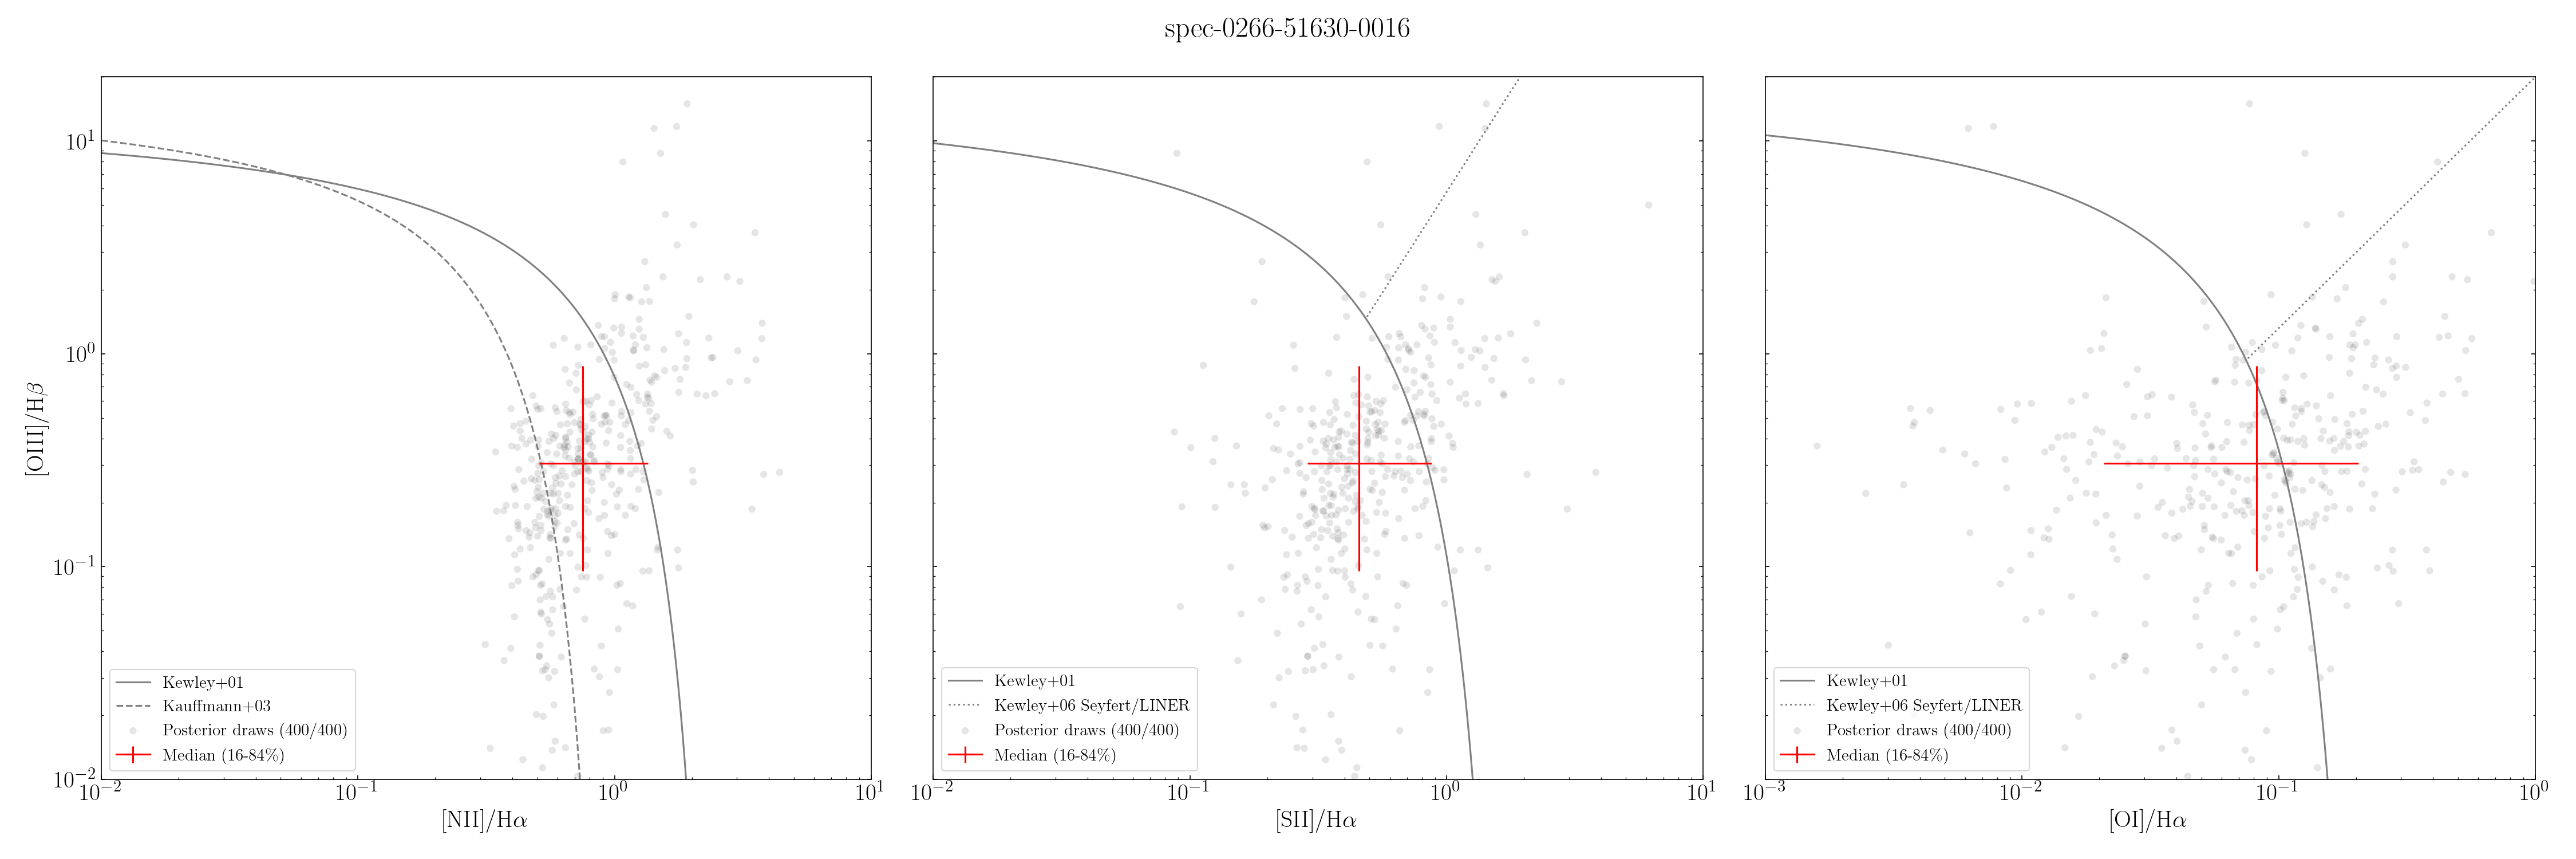 spec-0266-51630-0016
10^1
10^0
10^-1
10^-2
[OIII]/Hβ
Kewley+01
Kauffmann+03
Posterior draws (400/400)
Median (16-84%)
10^-2 10^-1 10^0 10^1
[NII]/Hα
Kewley+01
Kewley+06 Seyfert/LINER
Posterior draws (400/400)
Median (16-84%)
10^-2 10^-1 10^0 10^1
[SII]/Hα
Kewley+01
Kewley+06 Seyfert/LINER
Posterior draws (400/400)
Median (16-84%)
10^-3 10^-2 10^-1 10^0
[OI]/Hα